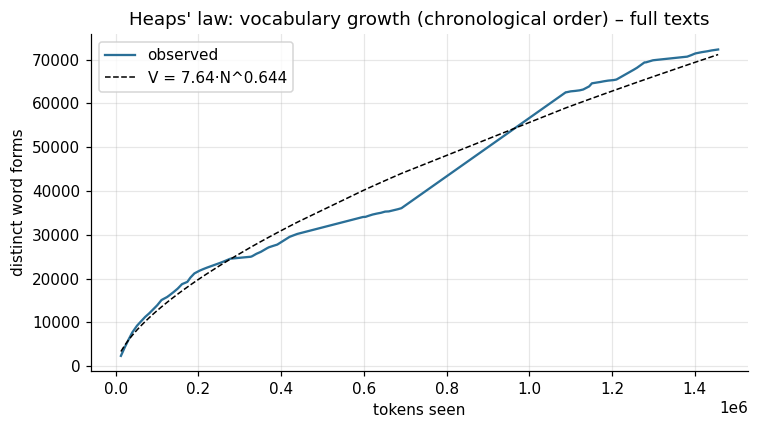 Heaps' law: vocabulary growth (chronological order) – full texts
observed
V = 7.64·N^0.644
distinct word forms
70000
60000
50000
40000
30000
20000
10000
0
0.0 0.2 0.4 0.6 0.8 1.0 1.2 1.4
1e6
tokens seen